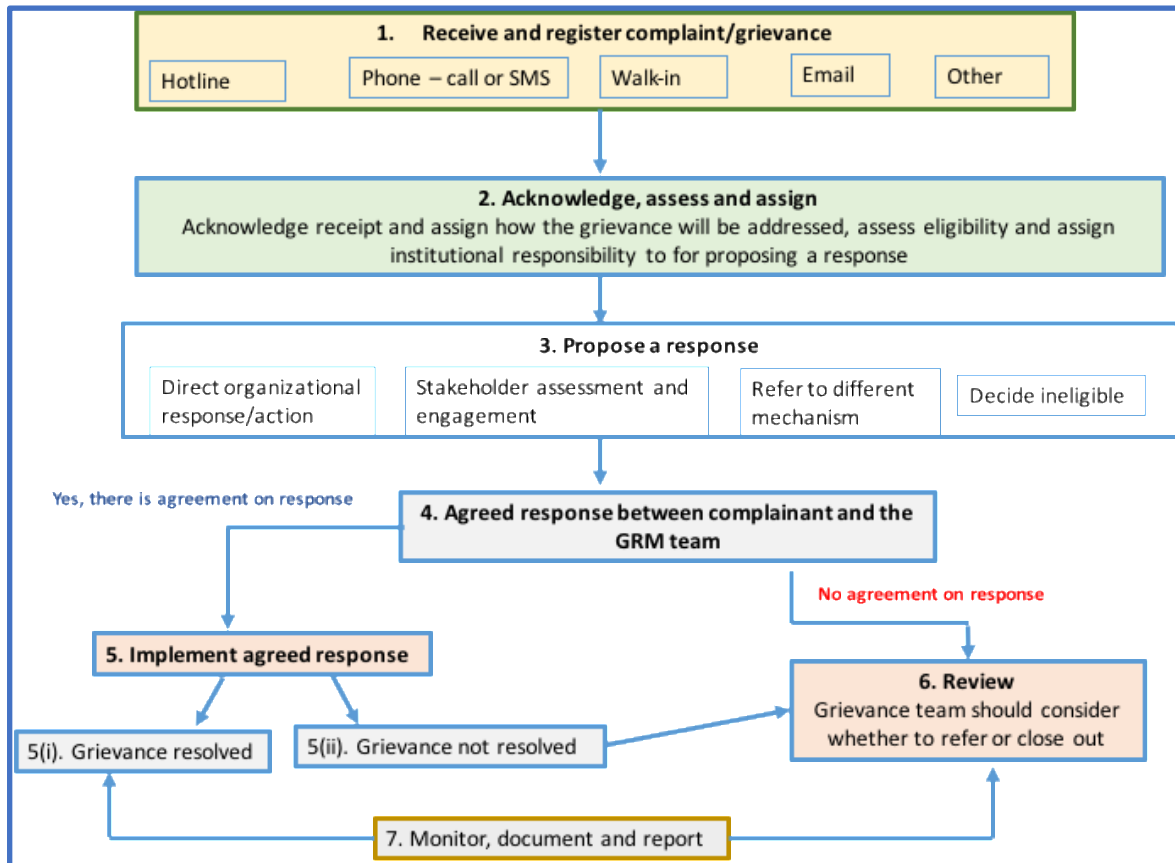 1. Receive and register complaint/grievance
Hotline
Phone – call or SMS
Walk-in
Email
Other
2. Acknowledge, assess and assign
Acknowledge receipt and assign how the grievance will be addressed, assess eligibility and assign
institutional responsibility to for proposing a response
3. Propose a response
Direct organizational
response/action
Stakeholder assessment and
engagement
Refer to different
mechanism
Decide ineligible
Yes, there is agreement on response
4. Agreed response between complainant and the
GRM team
No agreement on response
5. Implement agreed response
6. Review
Grievance team should consider
whether to refer or close out
5(i). Grievance resolved
5(ii). Grievance not resolved
7. Monitor, document and report